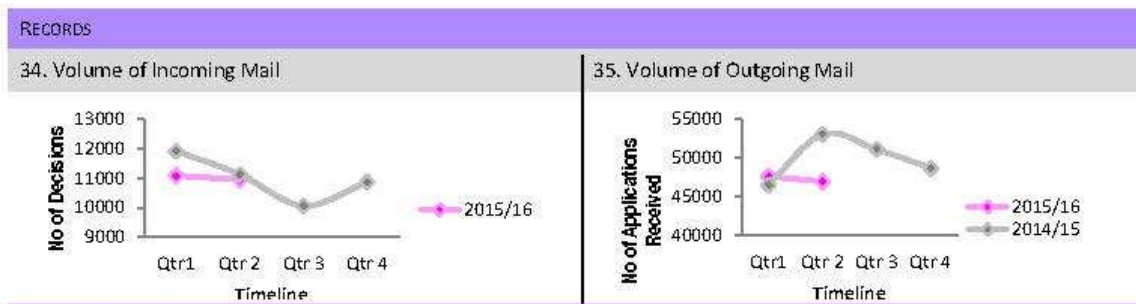 RECORDS
34. Volume of Incoming Mail
13000
12000
11000
10000
9000
No of Decisions
Qtr1 Qtr 2 Qtr 3 Qtr 4
Timeline
2015/16
35. Volume of Outgoing Mail
55000
50000
45000
40000
No of Applications
Received
Qtr1 Qtr 2 Qtr 3 Qtr 4
Timeline
2015/16
2014/15